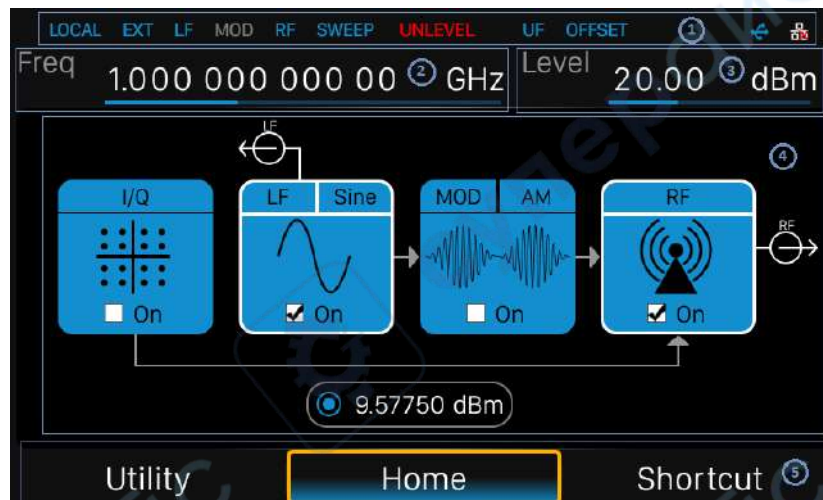 LOCAL EXT LF MOD RF SWEEP UNLEVEL UF OFFSET 1
Freq 1.000 000 000 00 2 GHz Level 20.00 3 dBm
LF
4
I/Q LF Sine MOD AM RF
RF
On On On On
9.57750 dBm
Utility Home Shortcut 5